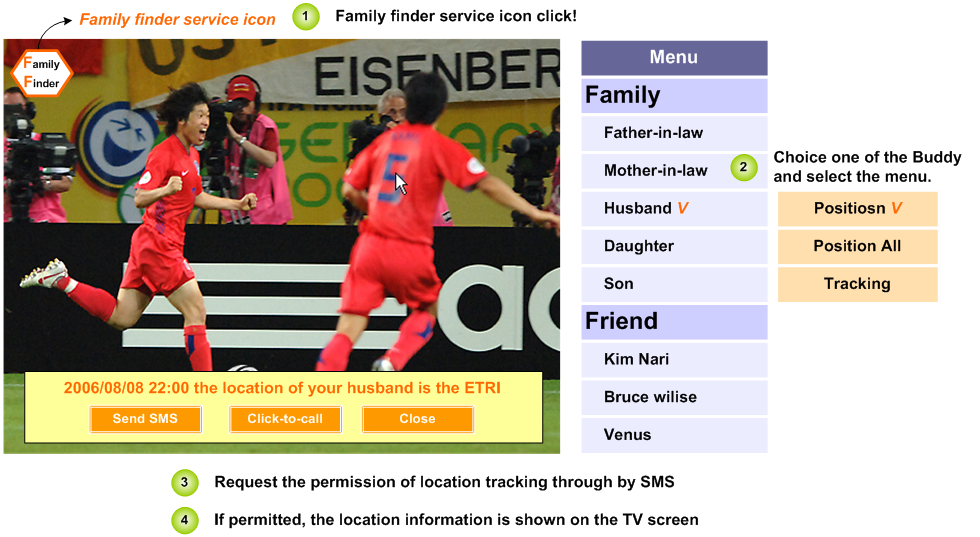 Family finder service icon
1 Family finder service icon click!
Family
Finder
EISENBER
5
Menu
Family
Father-in-law
Mother-in-law
Husband V
Daughter
Son
Friend
Kim Nari
Bruce wilise
Venus
2 Choice one of the Buddy
and select the menu.
Positiosn V
Position All
Tracking
2006/08/08 22:00 the location of your husband is the ETRI
Send SMS Click-to-call Close
3 Request the permission of location tracking through by SMS
4 If permitted, the location information is shown on the TV screen